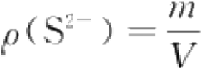 ρ(S²⁻) = m/V